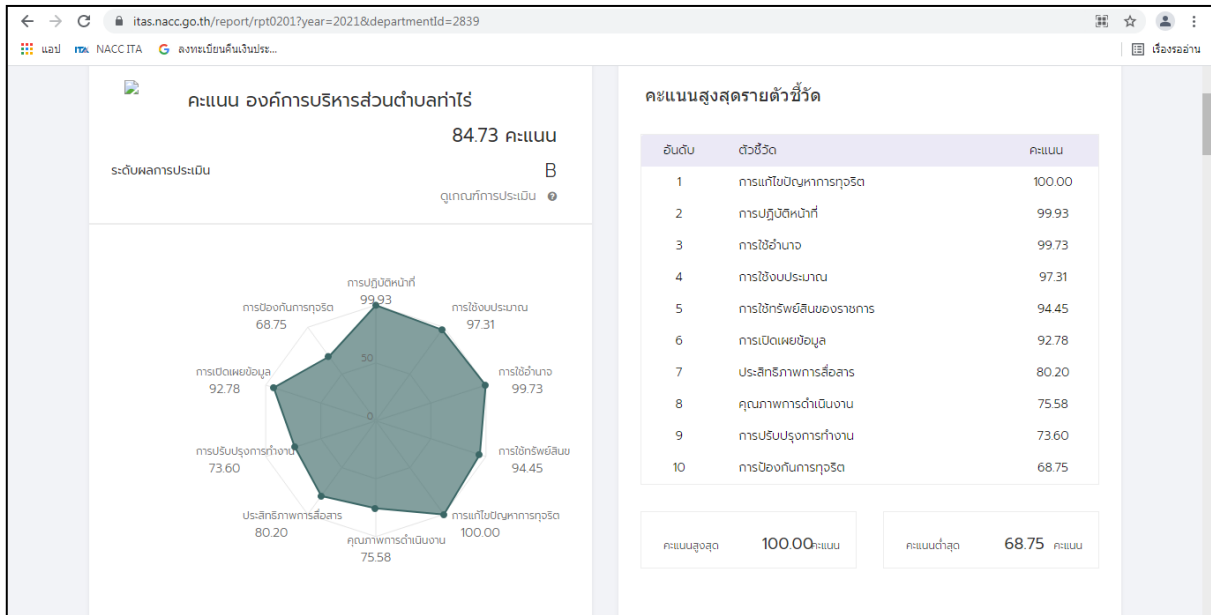 itas.nacc.go.th/report/rpt0201?year=2021&departmentId=2839
แอป ITA NACC ITA G ลงทะเบียนคืนเงินประ... เรื่องรออ่าน
คะแนน องค์การบริหารส่วนตำบลท่าไร่
84.73 คะแนน
ระดับผลการประเมิน B
ดูเกณฑ์การประเมิน
การปฏิบัติหน้าที่
99.93
การป้องกันการทุจริต
68.75
การใช้งบประมาณ
97.31
50
การเปิดเผยข้อมูล
92.78
การใช้อำนาจ
99.73
0
การปรับปรุงการทำงาน
73.60
การใช้ทรัพย์สินข
94.45
ประสิทธิภาพการสื่อสาร
80.20
การแก้ไขปัญหาการทุจริต
100.00
คุณภาพการดำเนินงาน
75.58
คะแนนสูงสุดรายตัวชี้วัด
อันดับ ตัวชี้วัด คะแนน
1 การแก้ไขปัญหาการทุจริต 100.00
2 การปฏิบัติหน้าที่ 99.93
3 การใช้อำนาจ 99.73
4 การใช้งบประมาณ 97.31
5 การใช้ทรัพย์สินของราชการ 94.45
6 การเปิดเผยข้อมูล 92.78
7 ประสิทธิภาพการสื่อสาร 80.20
8 คุณภาพการดำเนินงาน 75.58
9 การปรับปรุงการทำงาน 73.60
10 การป้องกันการทุจริต 68.75
คะแนนสูงสุด 100.00 คะแนน
คะแนนต่ำสุด 68.75 คะแนน